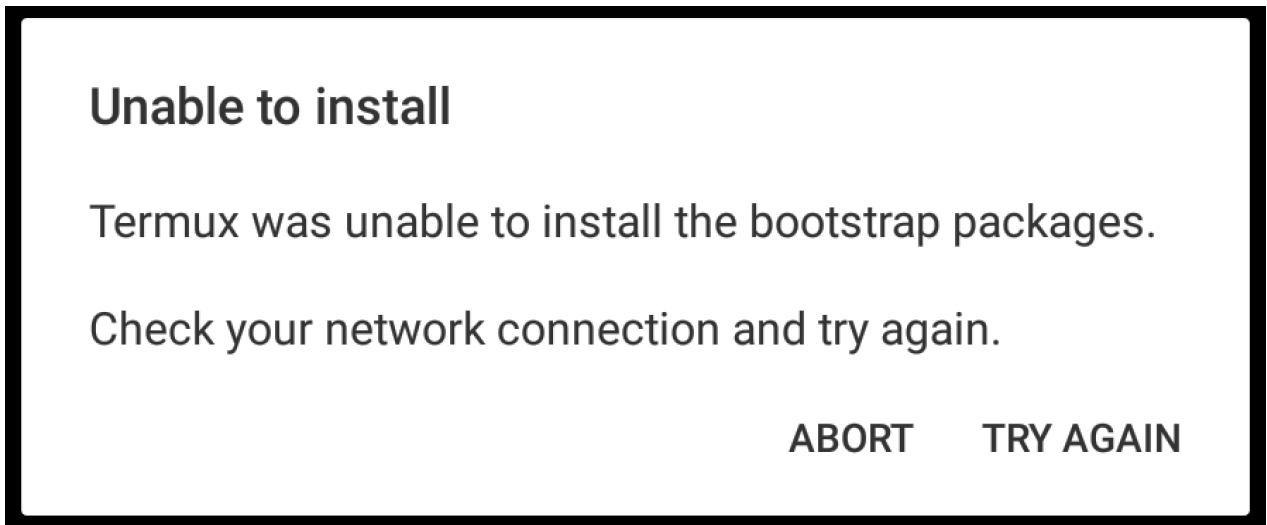 Unable to install
Termux was unable to install the bootstrap packages.
Check your network connection and try again.
ABORT TRY AGAIN